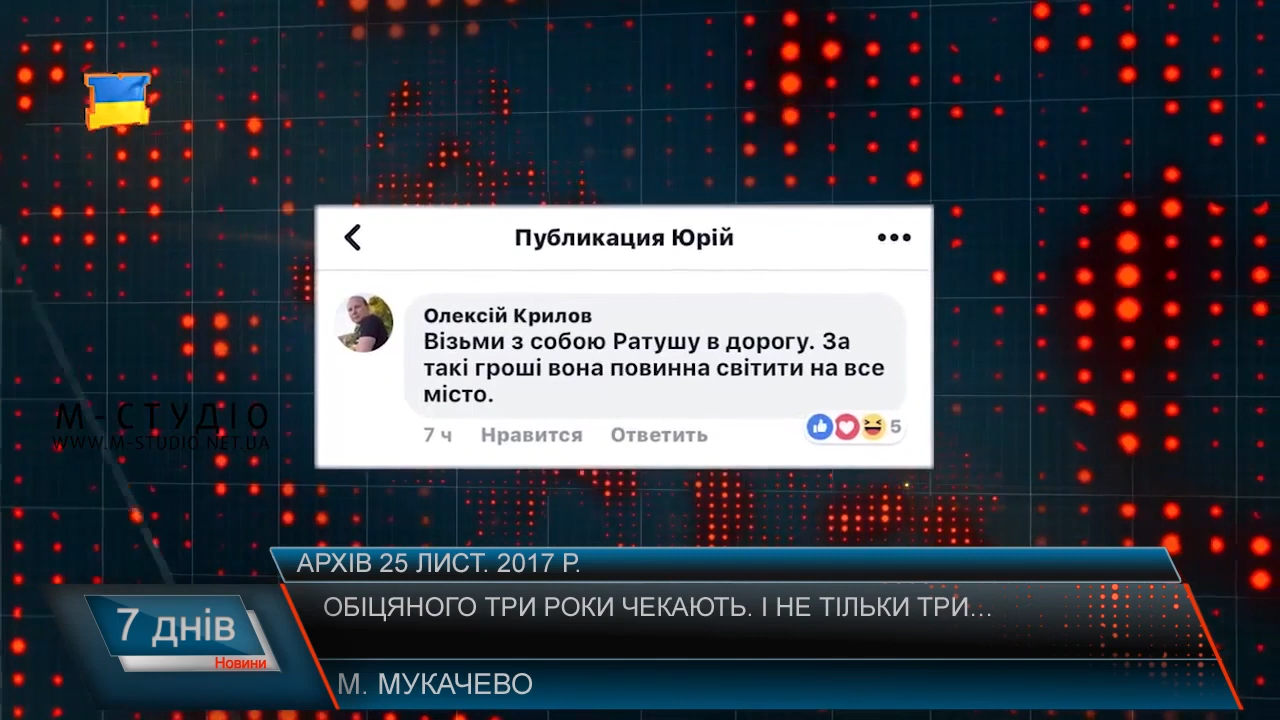 Публикация Юрій
Олексій Крилов
Візьми з собою Ратушу в дорогу. За
такі гроші вона повинна світити на все
місто.
7 ч Нравится Ответить 5
М-СТУДІО
WWW.M-STUDIO.NET.UA
АРХІВ 25 ЛИСТ. 2017 Р.
ОБІЦЯНОГО ТРИ РОКИ ЧЕКАЮТЬ. І НЕ ТІЛЬКИ ТРИ...
7 днів
Новини
М. МУКАЧЕВО